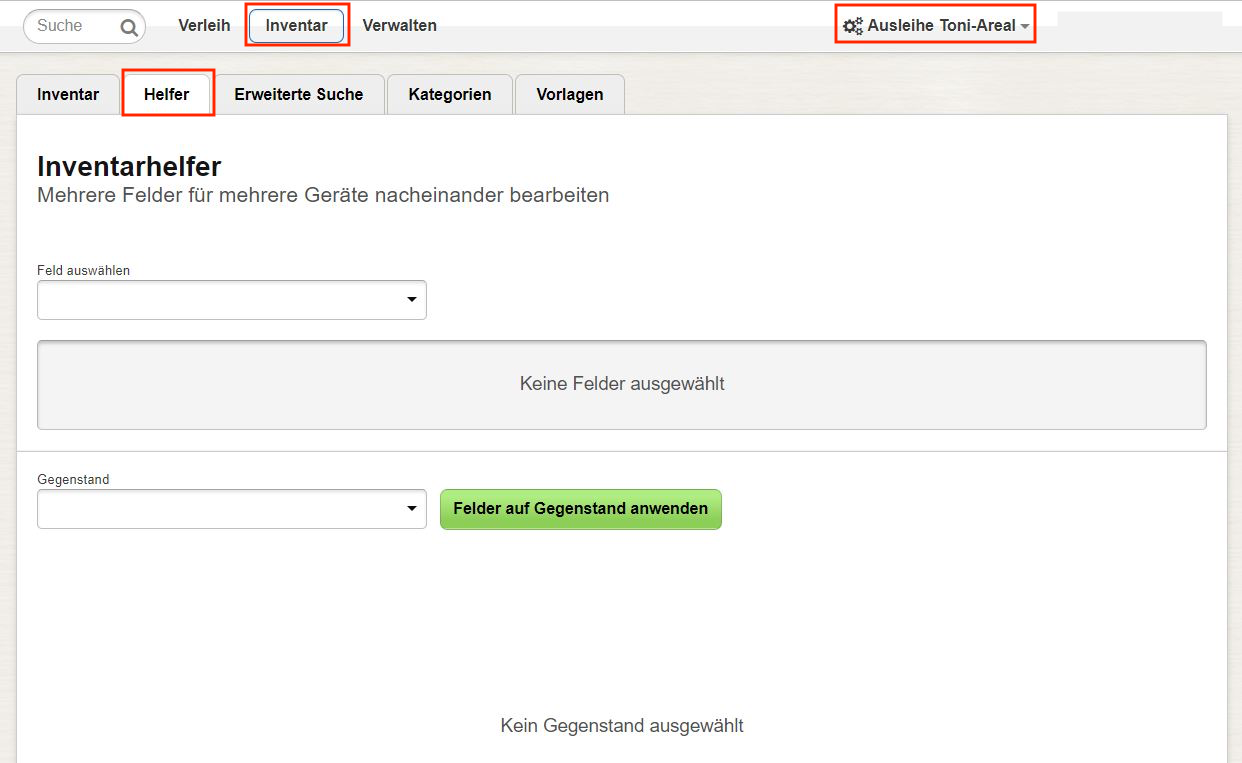 Suche Verleih Inventar Verwalten Ausleihe Toni-Areal
Inventar Helfer Erweiterte Suche Kategorien Vorlagen
Inventarhelfer
Mehrere Felder für mehrere Geräte nacheinander bearbeiten
Feld auswählen
Keine Felder ausgewählt
Gegenstand
Felder auf Gegenstand anwenden
Kein Gegenstand ausgewählt